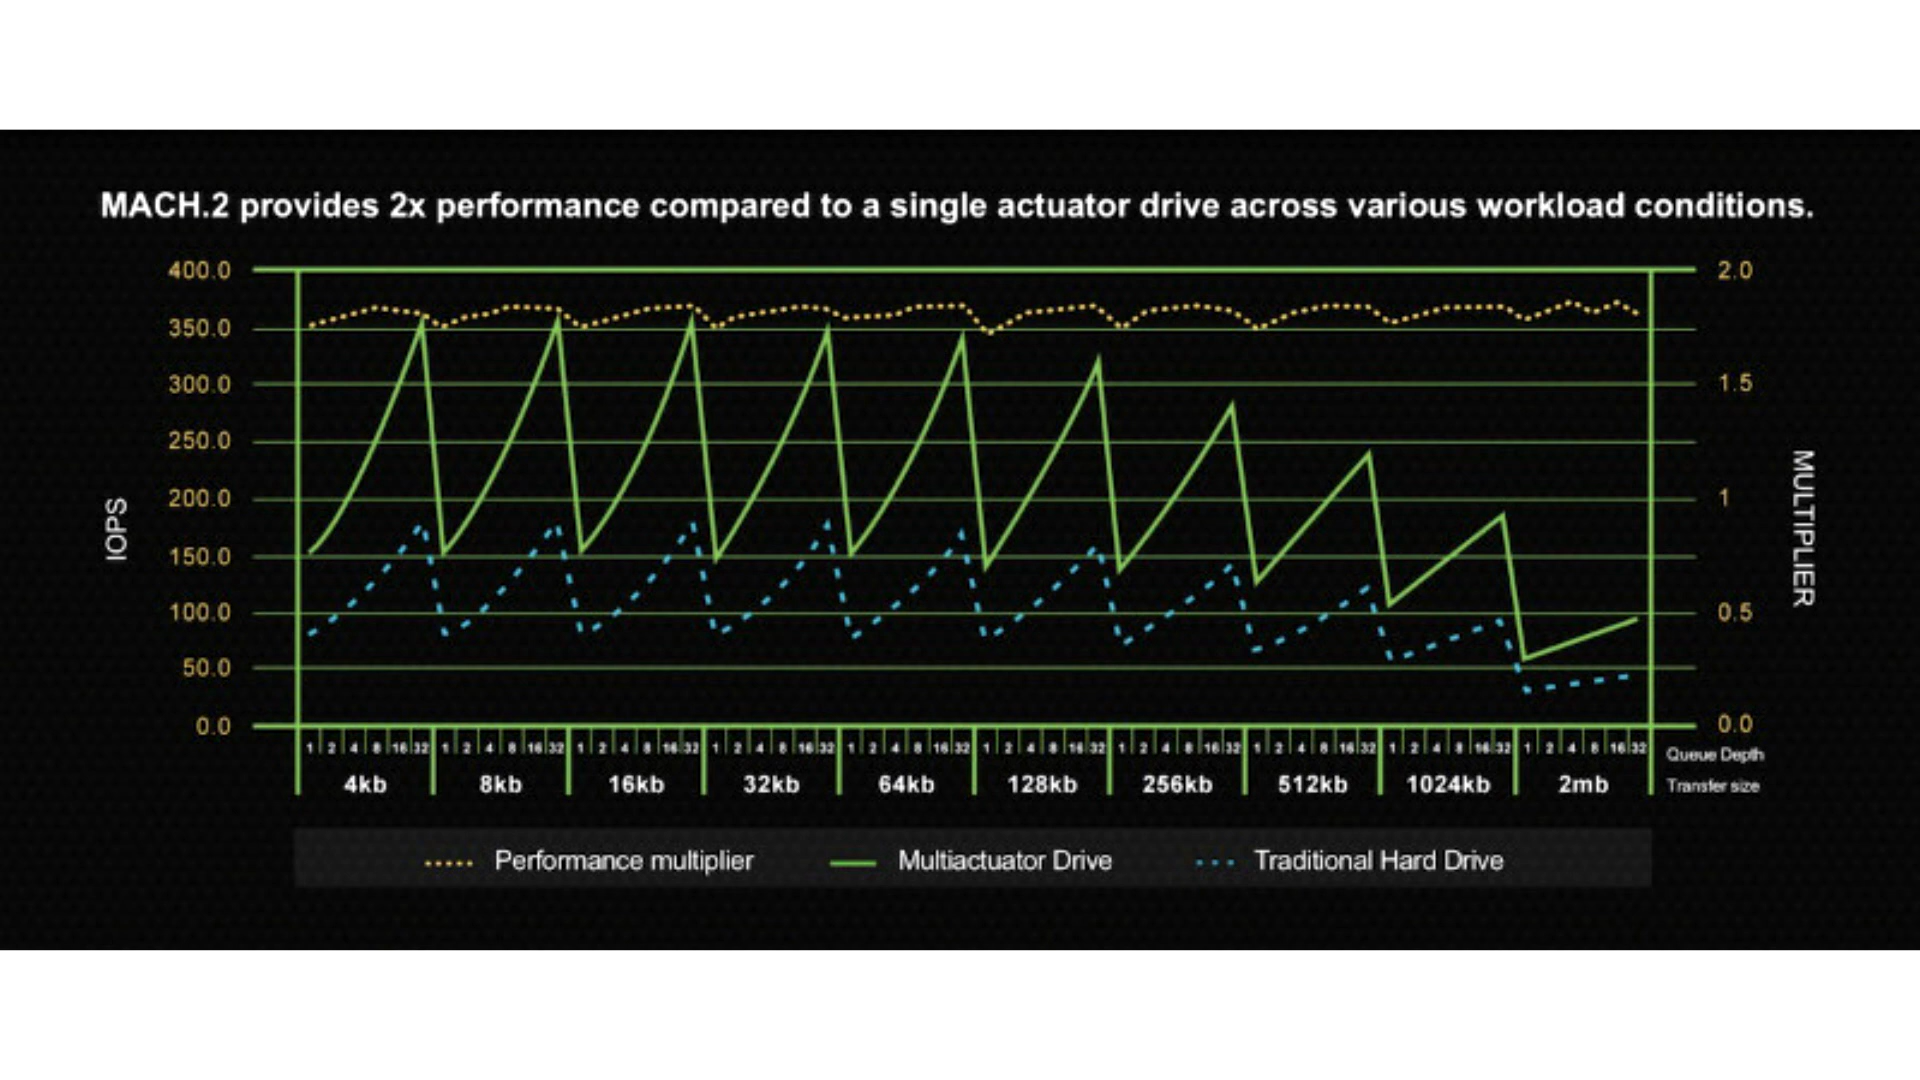 MACH.2 provides 2x performance compared to a single actuator drive across various workload conditions.
400.0
350.0
300.0
250.0
200.0
150.0
100.0
50.0
0.0
IOPS
2.0
1.5
1
0.5
0.0
MULTIPLIER
1 2 4 8 16 32 1 2 4 8 16 32 1 2 4 8 16 32 1 2 4 8 16 32 1 2 4 8 16 32 1 2 4 8 16 32 1 2 4 8 16 32 1 2 4 8 16 32 1 2 4 8 16 32 1 2 4 8 16 32 Queue Depth
4kb 8kb 16kb 32kb 64kb 128kb 256kb 512kb 1024kb 2mb Transfer size
Performance multiplier Multiactuator Drive Traditional Hard Drive